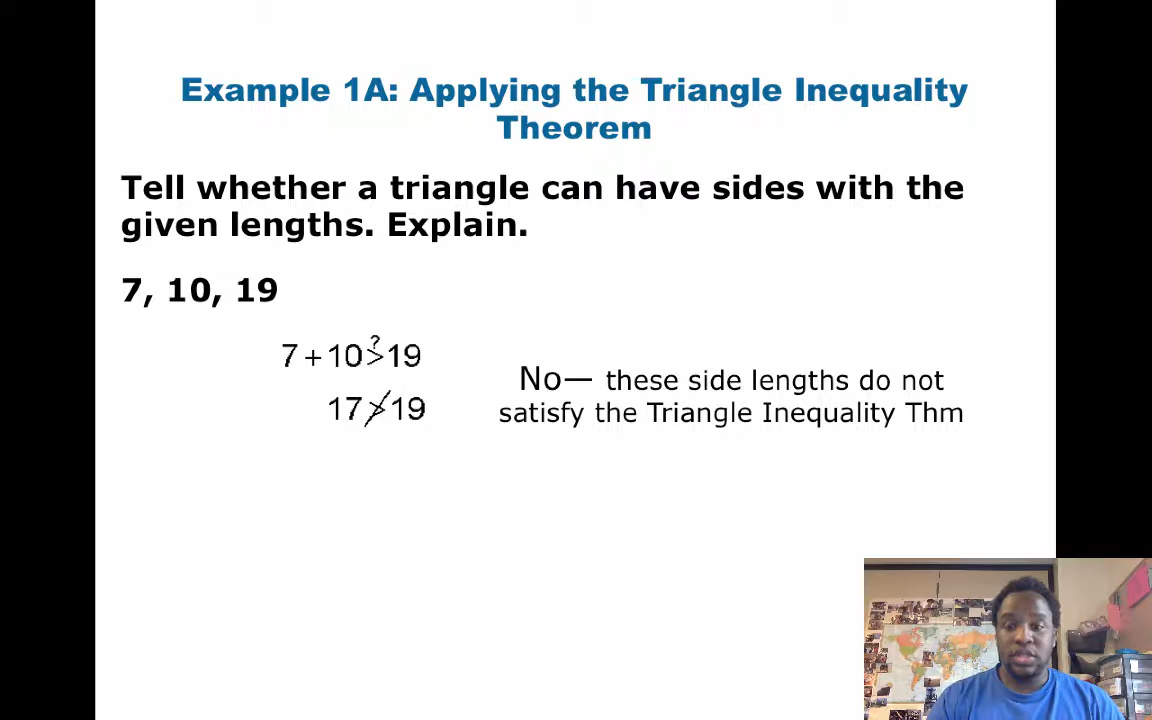 Example 1A: Applying the Triangle Inequality
Theorem
Tell whether a triangle can have sides with the
given lengths. Explain.
7, 10, 19
7 + 10 >? 19
17 ≯ 19
No— these side lengths do not
satisfy the Triangle Inequality Thm